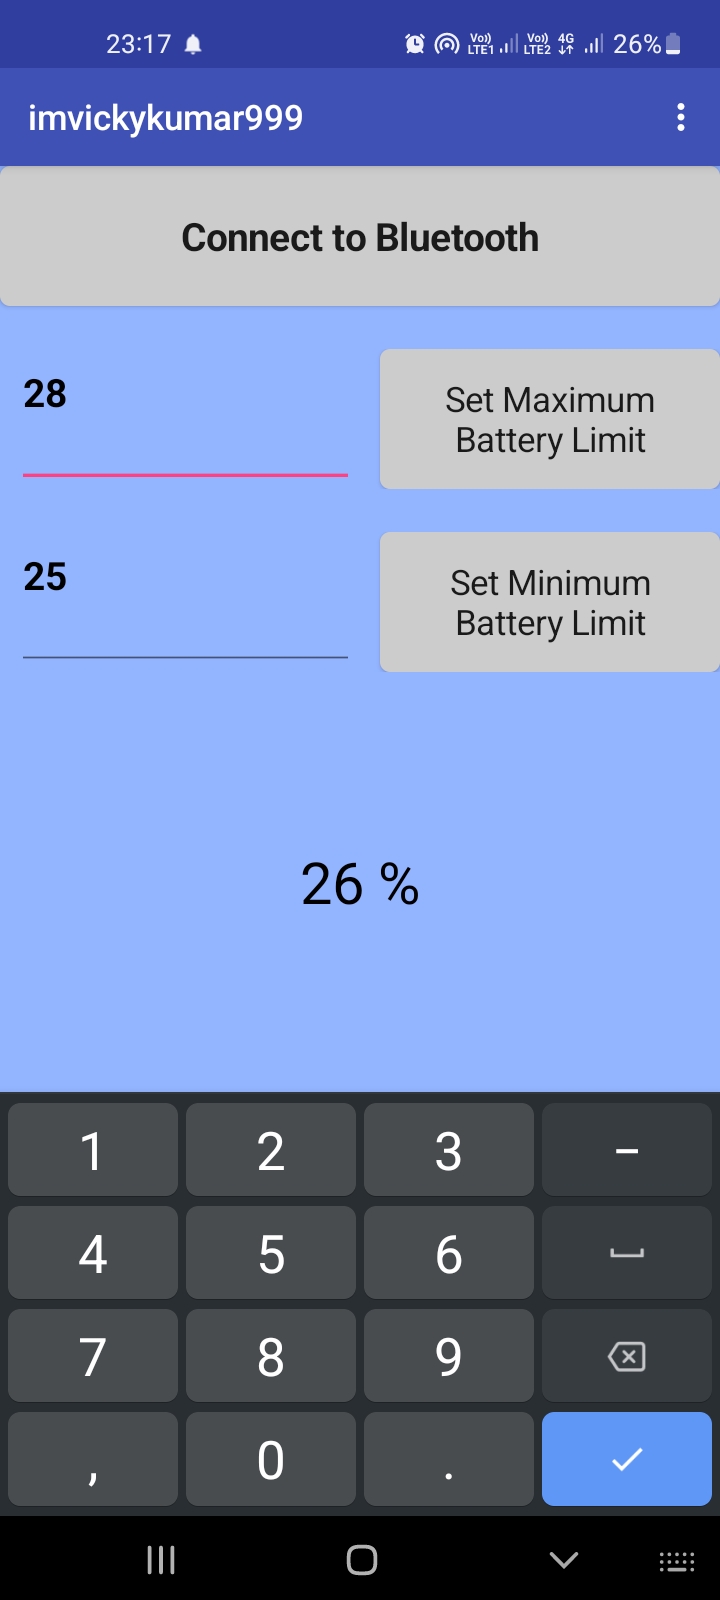 23:17
Vo)) LTE1 Vo)) LTE2 4G 26%
imvickykumar999
Connect to Bluetooth
28
Set Maximum
Battery Limit
25
Set Minimum
Battery Limit
26 %
1 2 3 -
4 5 6
7 8 9
, 0 .